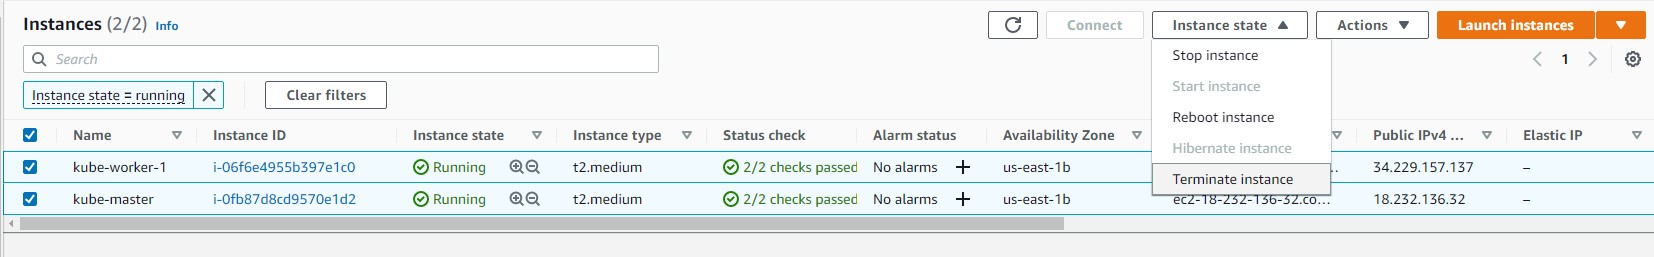 Instances (2/2) Info
Connect Instance state Actions Launch instances
Search
1
Instance state = running Clear filters
Stop instance
Start instance
Reboot instance
Hibernate instance
Terminate instance
Name Instance ID Instance state Instance type Status check Alarm status Availability Zone Public IPv4 ... Elastic IP
kube-worker-1 i-06f6e4955b397e1c0 Running t2.medium 2/2 checks passed No alarms us-east-1b 34.229.157.137 –
kube-master i-0fb87d8cd9570e1d2 Running t2.medium 2/2 checks passed No alarms us-east-1b ec2-18-232-136-32.co... 18.232.136.32 –